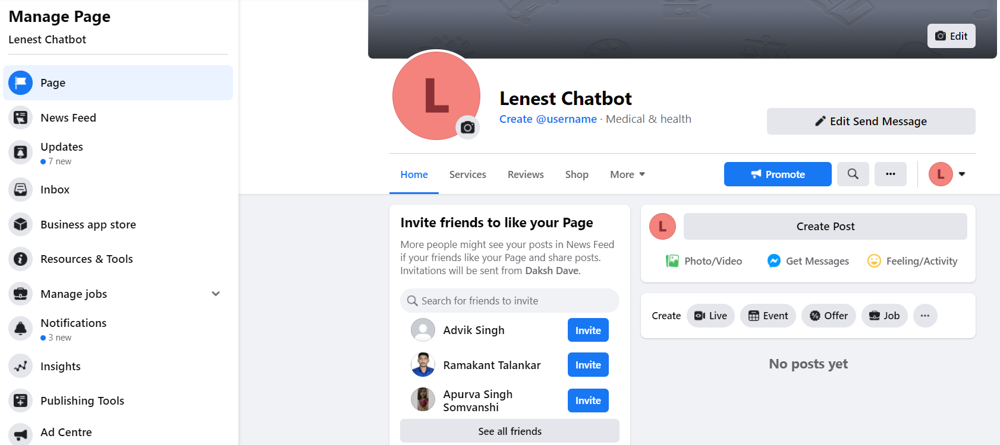 Manage Page
Lenest Chatbot
Page
News Feed
Updates
7 new
Inbox
Business app store
Resources & Tools
Manage jobs
Notifications
3 new
Insights
Publishing Tools
Ad Centre
Edit
L
Lenest Chatbot
Create @username · Medical & health
Edit Send Message
Home Services Reviews Shop More
Promote
L
Invite friends to like your Page
More people might see your posts in News Feed
if your friends like your Page and share posts.
Invitations will be sent from Daksh Dave.
Search for friends to invite
Advik Singh Invite
Ramakant Talankar Invite
Apurva Singh
Somvanshi Invite
See all friends
L Create Post
Photo/Video Get Messages Feeling/Activity
Create Live Event Offer Job
No posts yet